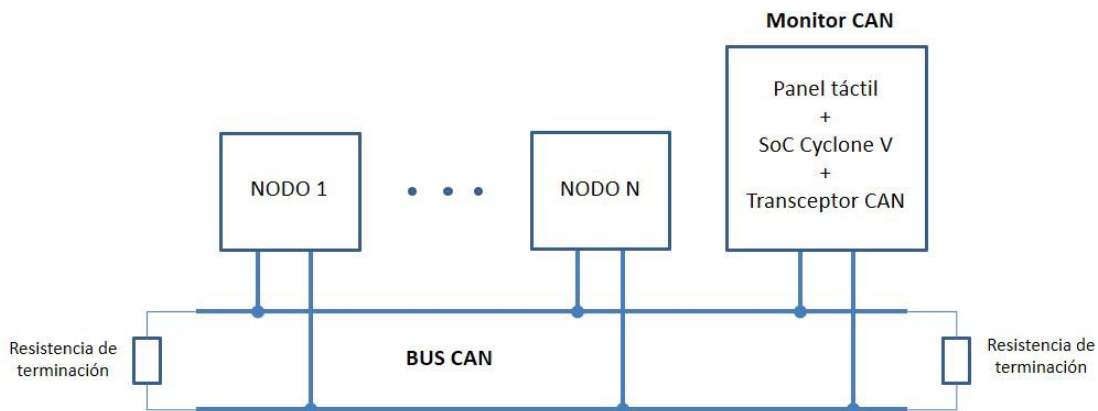 Monitor CAN
Panel táctil
+
SoC Cyclone V
+
Transceptor CAN
NODO 1
NODO N
Resistencia de
terminación
BUS CAN
Resistencia de
terminación